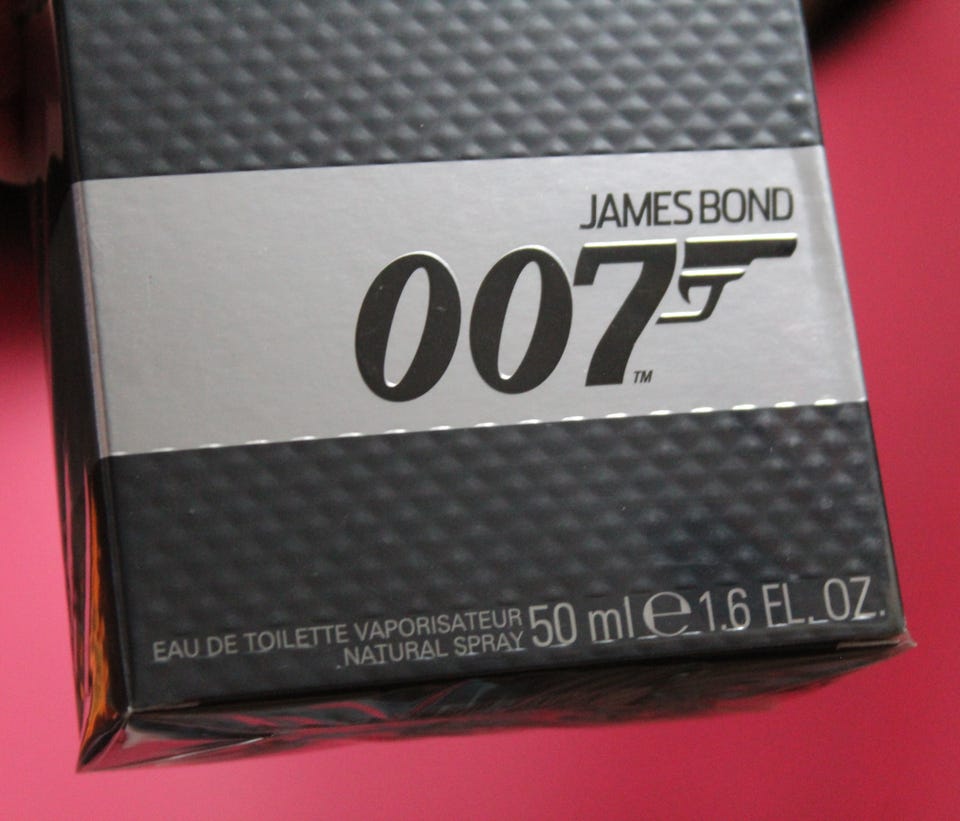 JAMES BOND
007
TM
EAU DE TOILETTE VAPORISATEUR
NATURAL SPRAY
50 ml e 1.6 FL. OZ.